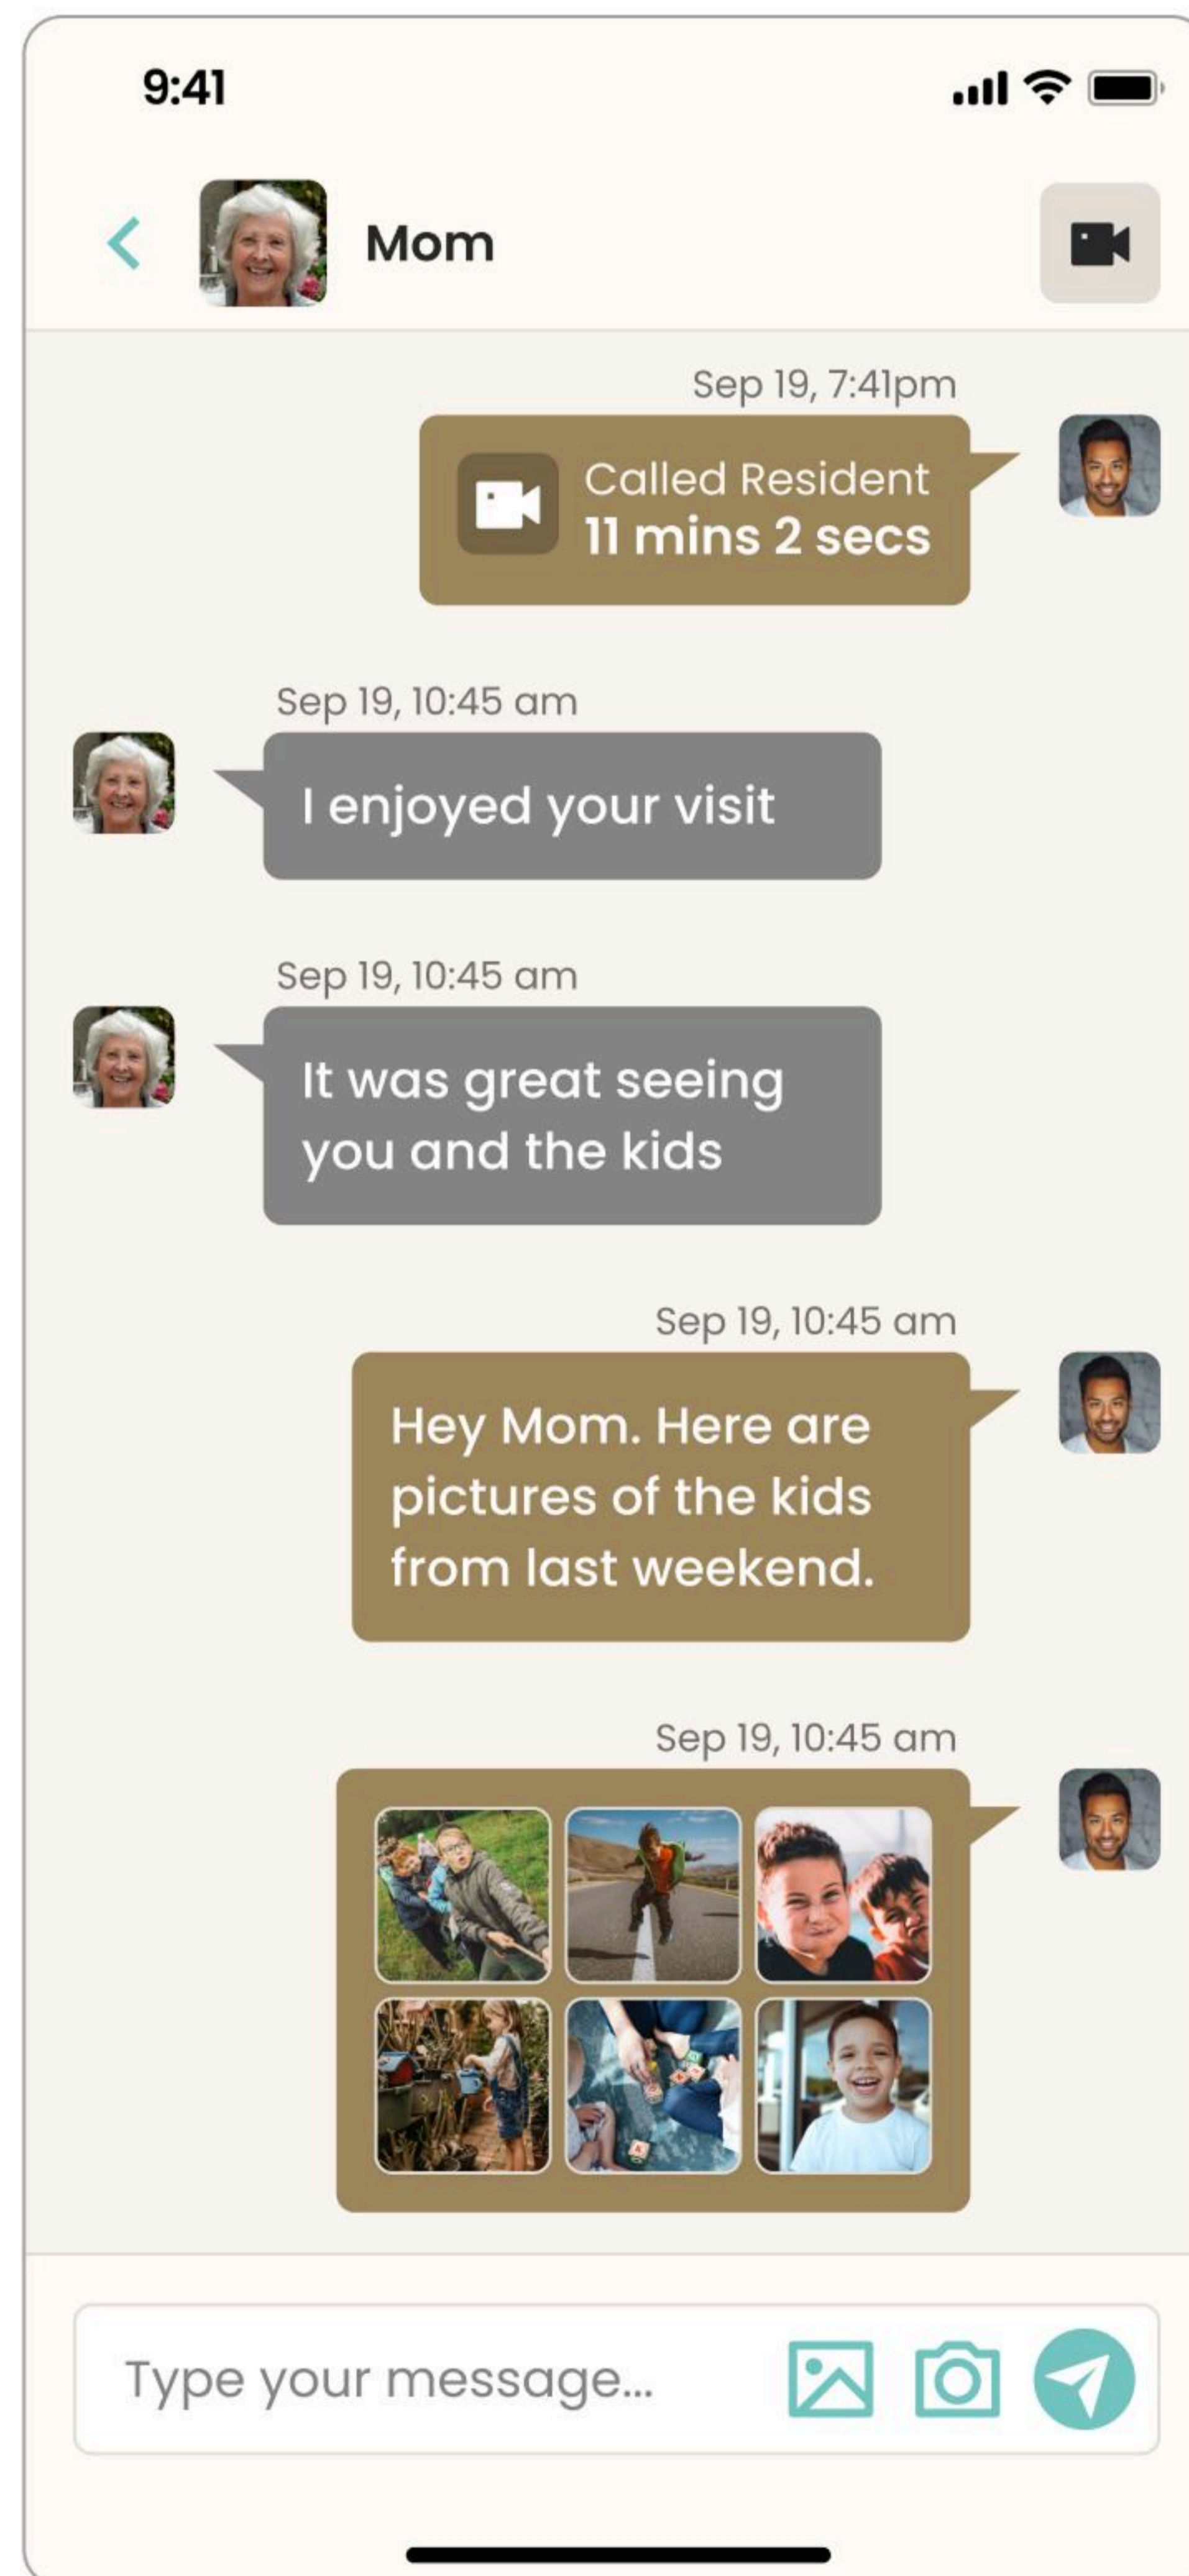 9:41
Mom
Sep 19, 7:41pm
Called Resident
11 mins 2 secs
Sep 19, 10:45 am
I enjoyed your visit
Sep 19, 10:45 am
It was great seeing
you and the kids
Sep 19, 10:45 am
Hey Mom. Here are
pictures of the kids
from last weekend.
Sep 19, 10:45 am
Type your message...